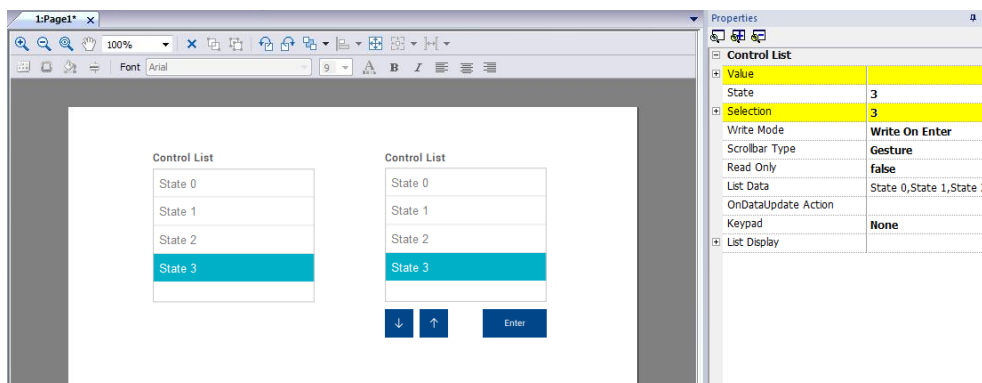 1:Page1* x
100%
Font Arial 9 A B I
Control List
State 0
State 1
State 2
State 3
Control List
State 0
State 1
State 2
State 3
Enter
Properties
Control List
Value
State 3
Selection 3
Write Mode Write On Enter
Scrollbar Type Gesture
Read Only false
List Data State 0,State 1,State
OnDataUpdate Action
Keypad None
List Display